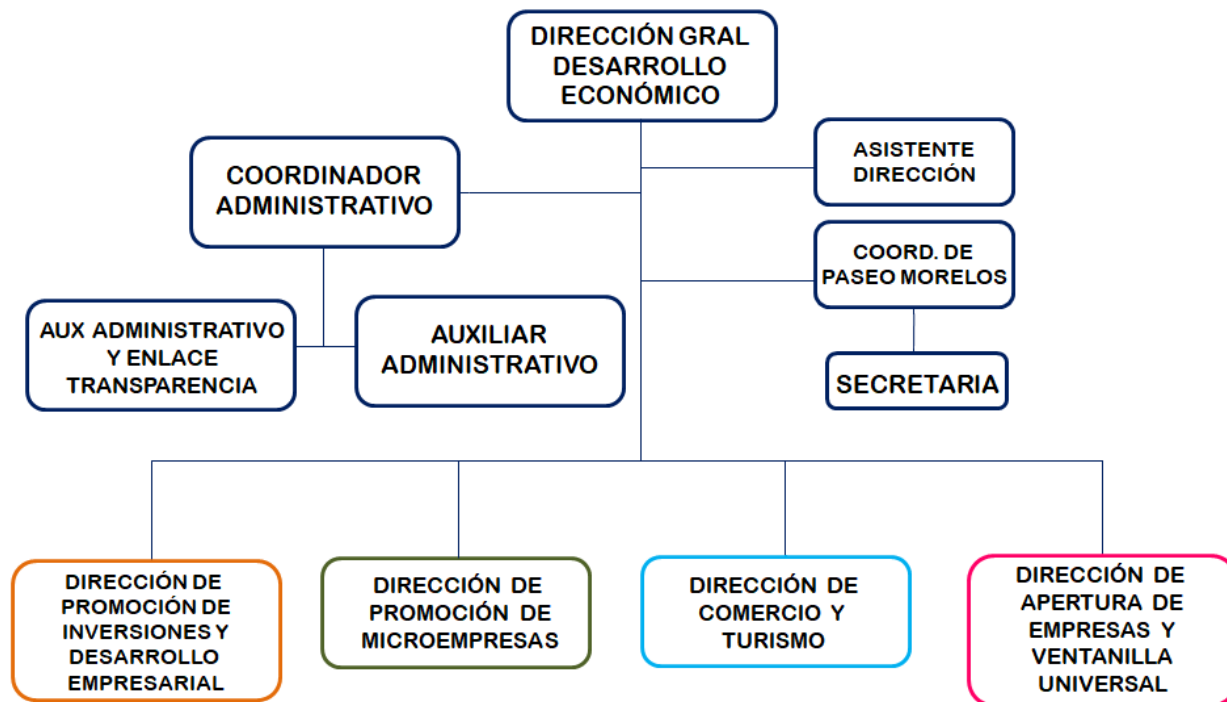 DIRECCIÓN GRAL
DESARROLLO
ECONÓMICO
COORDINADOR
ADMINISTRATIVO
ASISTENTE
DIRECCIÓN
COORD. DE
PASEO MORELOS
AUX ADMINISTRATIVO
Y ENLACE
TRANSPARENCIA
AUXILIAR
ADMINISTRATIVO
SECRETARIA
DIRECCIÓN DE
PROMOCIÓN DE
INVERSIONES Y
DESARROLLO
EMPRESARIAL
DIRECCIÓN DE
PROMOCIÓN DE
MICROEMPRESAS
DIRECCIÓN DE
COMERCIO Y
TURISMO
DIRECCIÓN DE
APERTURA DE
EMPRESAS Y
VENTANILLA
UNIVERSAL